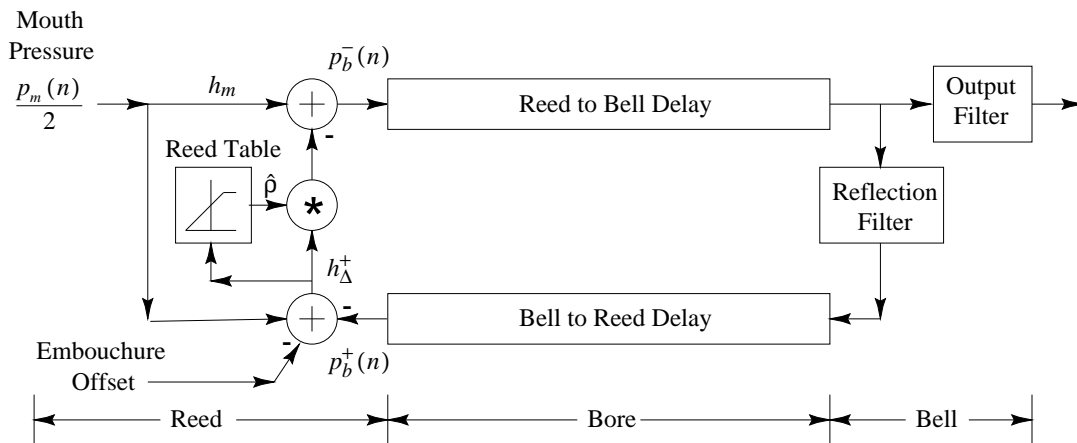 Mouth
Pressure
p_m(n)
2
h_m
p_b^-(n)
+
-
Reed to Bell Delay
Output
Filter
Reed Table
ρ̂
*
Reflection
Filter
h_Δ^+
+
-
-
Bell to Reed Delay
p_b^+(n)
Embouchure
Offset
Reed
Bore
Bell